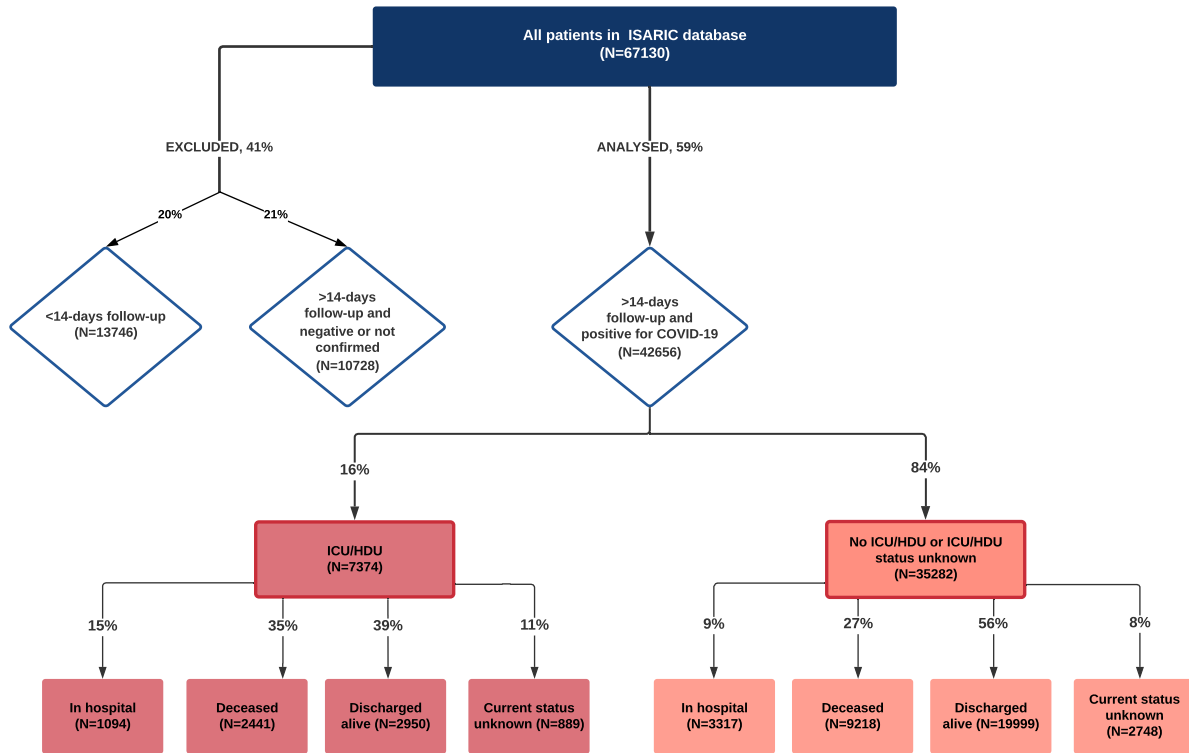 All patients in  ISARIC database
(N=67130)
EXCLUDED, 41%
ANALYSED, 59%
20%
21%
<14-days follow-up
(N=13746)
>14-days
follow-up and
negative or not
confirmed
(N=10728)
>14-days
follow-up and
positive for COVID-19
(N=42656)
16%
84%
ICU/HDU
(N=7374)
No ICU/HDU or ICU/HDU
status unknown
(N=35282)
15%
35%
39%
11%
9%
27%
56%
8%
In hospital
(N=1094)
Deceased
(N=2441)
Discharged
alive (N=2950)
Current status
unknown (N=889)
In hospital
(N=3317)
Deceased
(N=9218)
Discharged
alive (N=19999)
Current status
unknown
(N=2748)